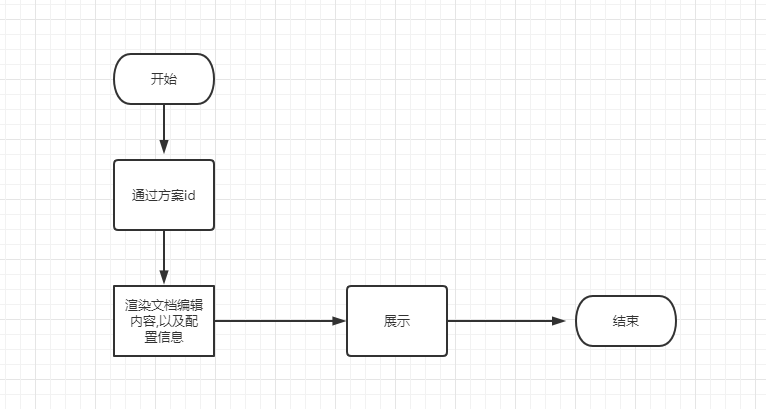 开始
通过方案id
渲染文档编辑
内容,以及配
置信息
展示
结束